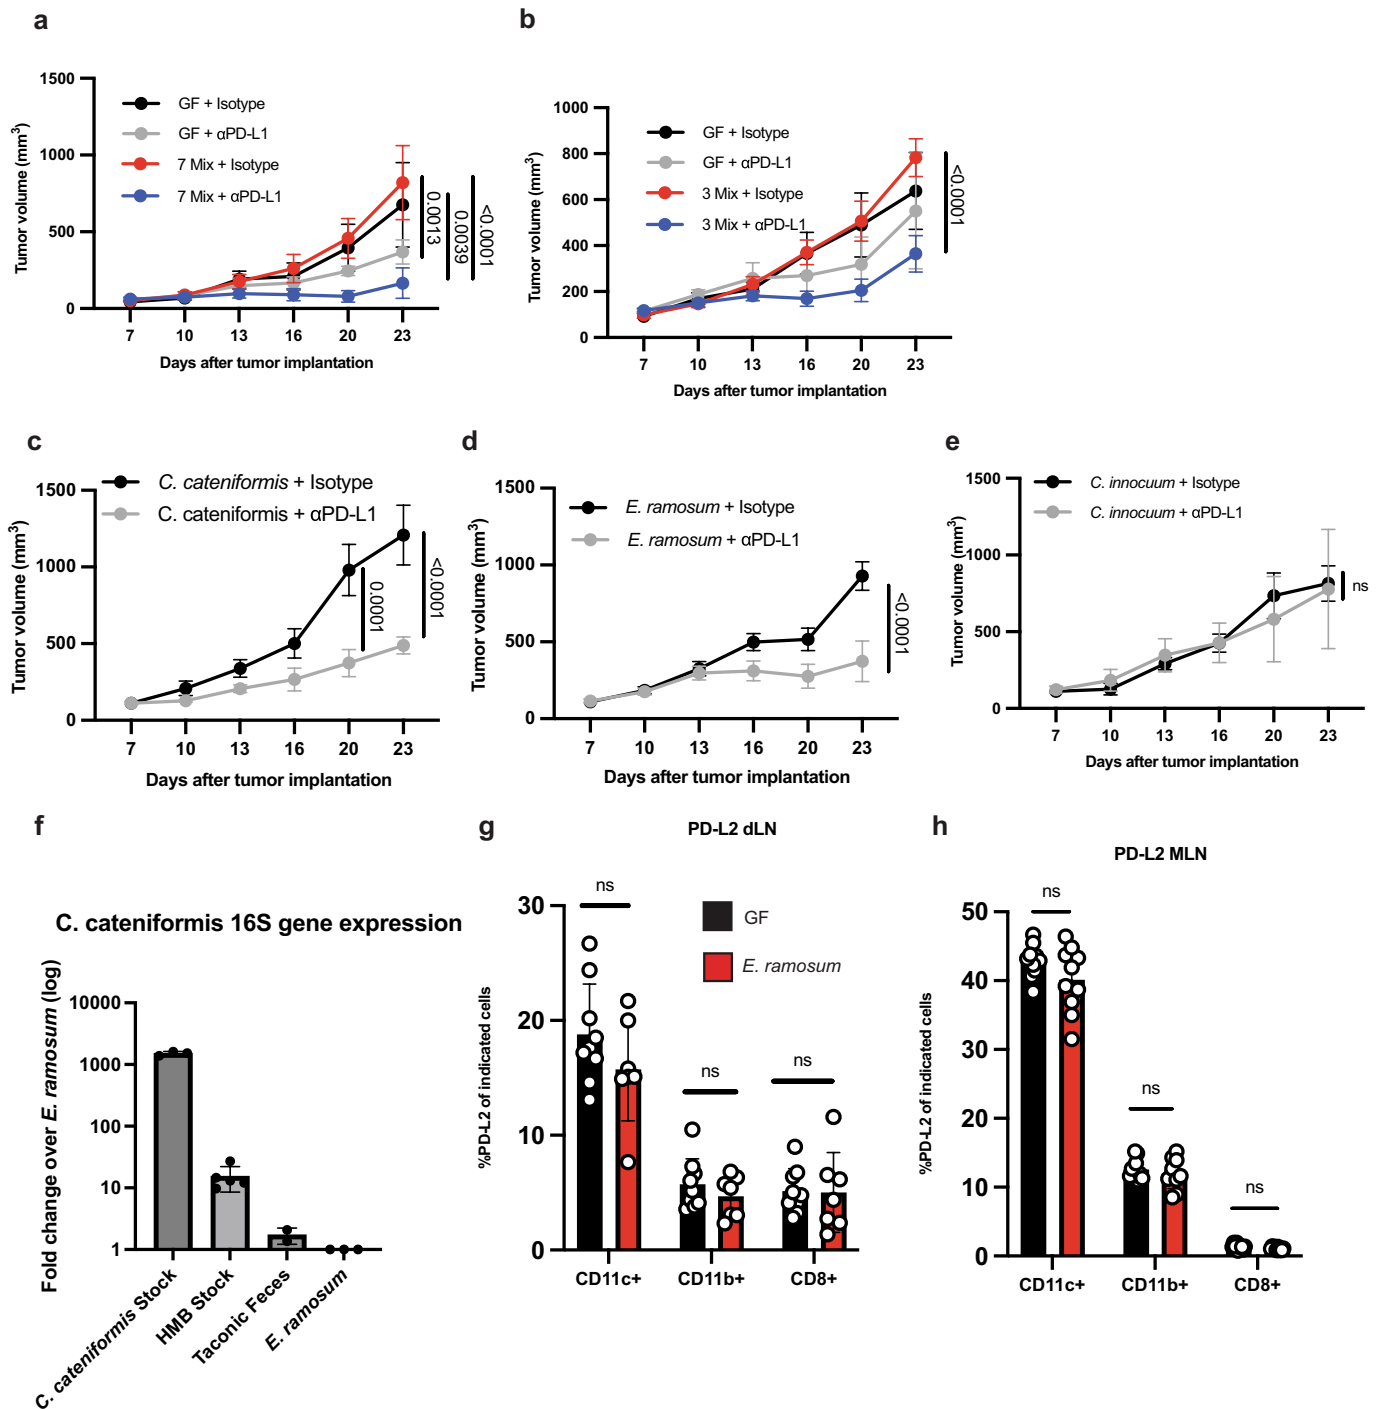 a
1500
1000
500
0
Tumor volume (mm³)
GF + Isotype
GF + αPD-L1
7 Mix + Isotype
7 Mix + αPD-L1
0.0013
0.0039
<0.0001
7 10 13 16 20 23
Days after tumor implantation
b
1000
800
600
400
200
0
Tumor volume (mm³)
GF + Isotype
GF + αPD-L1
3 Mix + Isotype
3 Mix + αPD-L1
<0.0001
7 10 13 16 20 23
Days after tumor implantation
c
1500
1000
500
0
Tumor volume (mm³)
C. cateniformis + Isotype
C. cateniformis + αPD-L1
0.0001
<0.0001
7 10 13 16 20 23
Days after tumor implantation
d
1500
1000
500
0
Tumor volume (mm³)
E. ramosum + Isotype
E. ramosum + αPD-L1
<0.0001
7 10 13 16 20 23
Days after tumor implantation
e
1500
1000
500
0
Tumor volume (mm³)
C. innocuum + Isotype
C. innocuum + αPD-L1
ns
7 10 13 16 20 23
Days after tumor implantation
f
C. cateniformis 16S gene expression
Fold change over E. ramosum (log)
10000
1000
100
10
1
C. cateniformis Stock
HMB Stock
Taconic Feces
E. ramosum
g
PD-L2 dLN
%PD-L2 of indicated cells
30
20
10
0
ns
ns
ns
GF
E. ramosum
CD11c+ CD11b+ CD8+
h
PD-L2 MLN
%PD-L2 of indicated cells
50
40
30
20
10
0
ns
ns
ns
CD11c+ CD11b+ CD8+